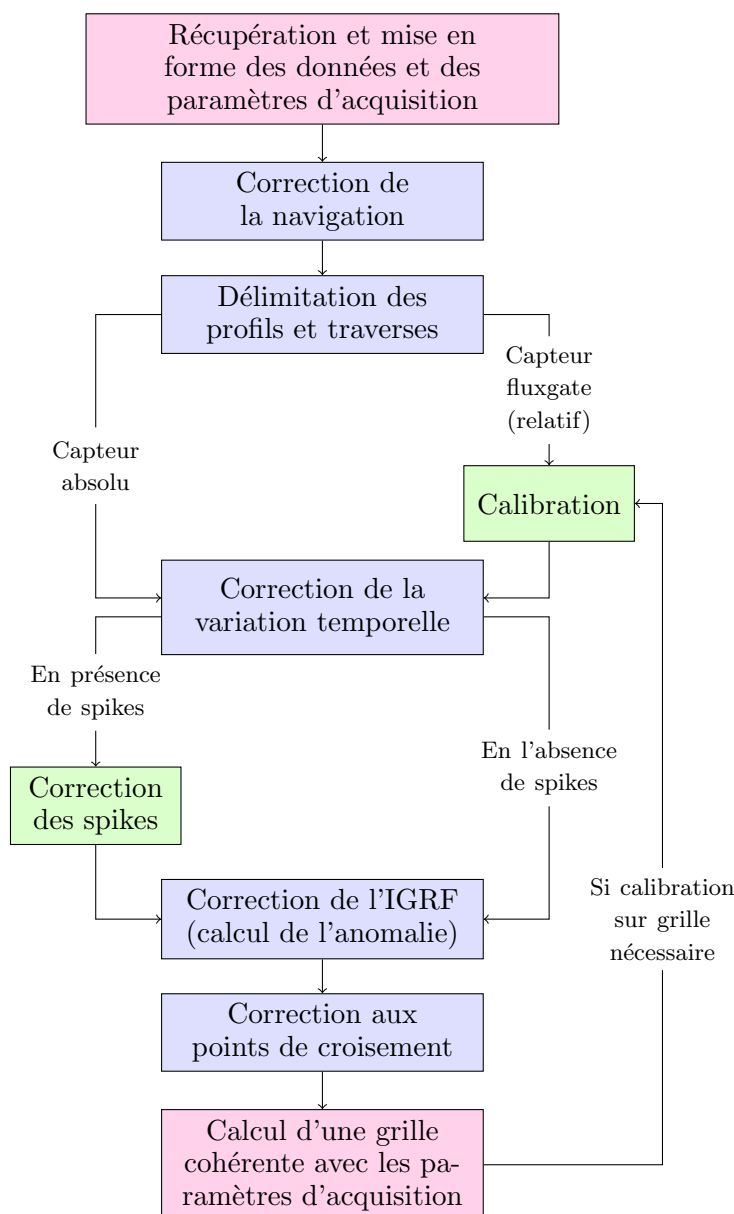 Récupération et mise en
forme des données et des
paramètres d'acquisition
Correction de
la navigation
Délimitation des
profils et traverses
Capteur
fluxgate
(relatif)
Capteur
absolu
Calibration
Correction de la
variation temporelle
En présence
de spikes
En l'absence
de spikes
Correction
des spikes
Correction de l'IGRF
(calcul de l'anomalie)
Si calibration
sur grille
nécessaire
Correction aux
points de croisement
Calcul d'une grille
cohérente avec les pa-
ramètres d'acquisition